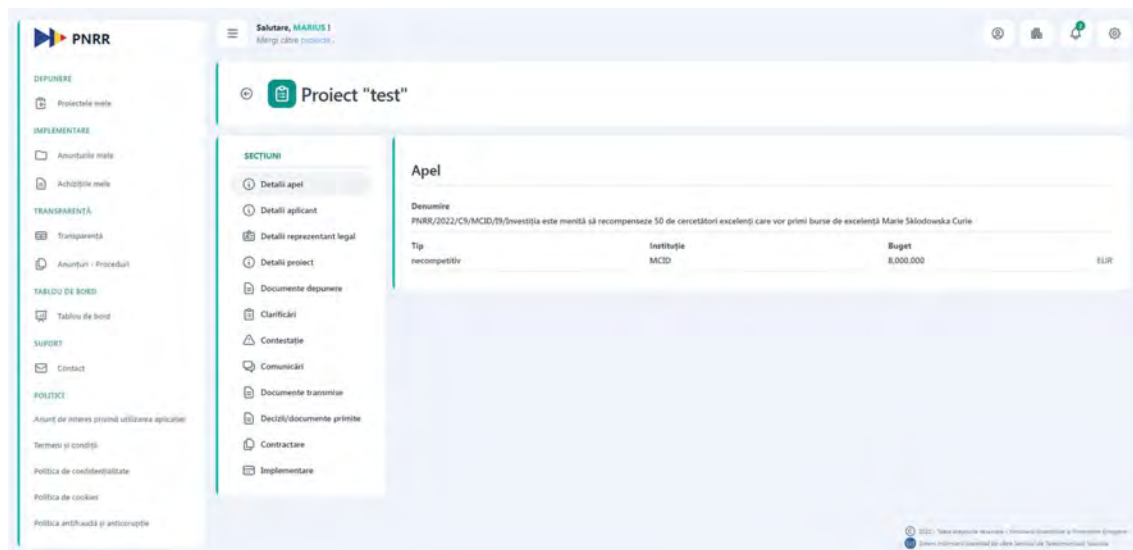 PNRR
Salutare, MARIUS !
Mergi către proiecte.
2
DEPUNERE
Proiectele mele
IMPLEMENTARE
Anunțurile mele
Achizițiile mele
TRANSPARENȚĂ
Transparență
Anunțuri - Proceduri
TABLOU DE BORD
Tablou de bord
SUPORT
Contact
POLITICI
Anunț de interes privind utilizarea aplicației
Termeni și condiții
Politica de confidențialitate
Politica de cookies
Politica antifraudă și anticorupție
Proiect "test"
SECȚIUNI
Detalii apel
Detalii aplicant
Detalii reprezentant legal
Detalii proiect
Documente depunere
Clarificări
Contestație
Comunicări
Documente transmise
Decizii/documente primite
Contractare
Implementare
Apel
Denumire
PNRR/2022/C9/MCID/I9/Investiția este menită să recompenseze 50 de cercetători excelenți care vor primi burse de excelență Marie Sklodowska Curie
Tip Instituție Buget
necompetitiv MCID 8,000.000 EUR